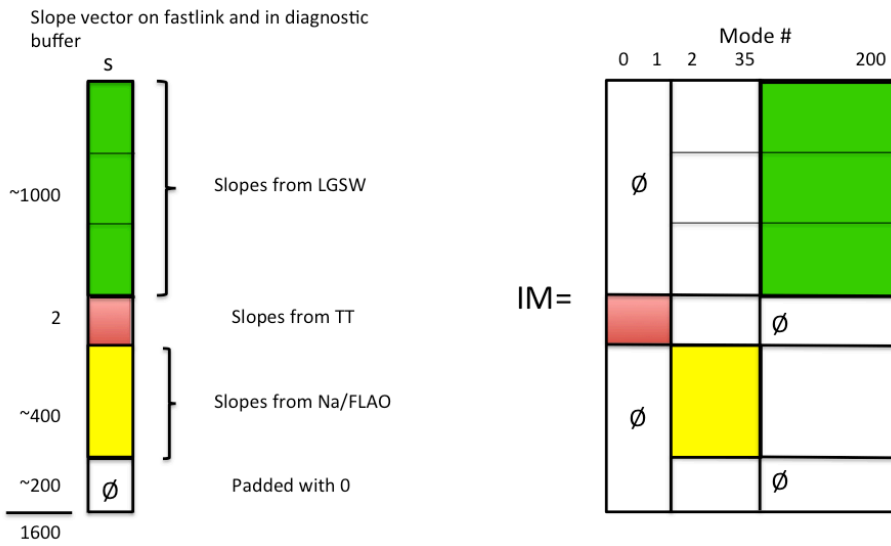 Slope vector on fastlink and in diagnostic
buffer
S
~1000
Slopes from LGSW
2
Slopes from TT
~400
Slopes from Na/FLAO
~200
Ø
Padded with 0
1600
Mode #
0 1 2 35 200
Ø
IM=
Ø
Ø
Ø